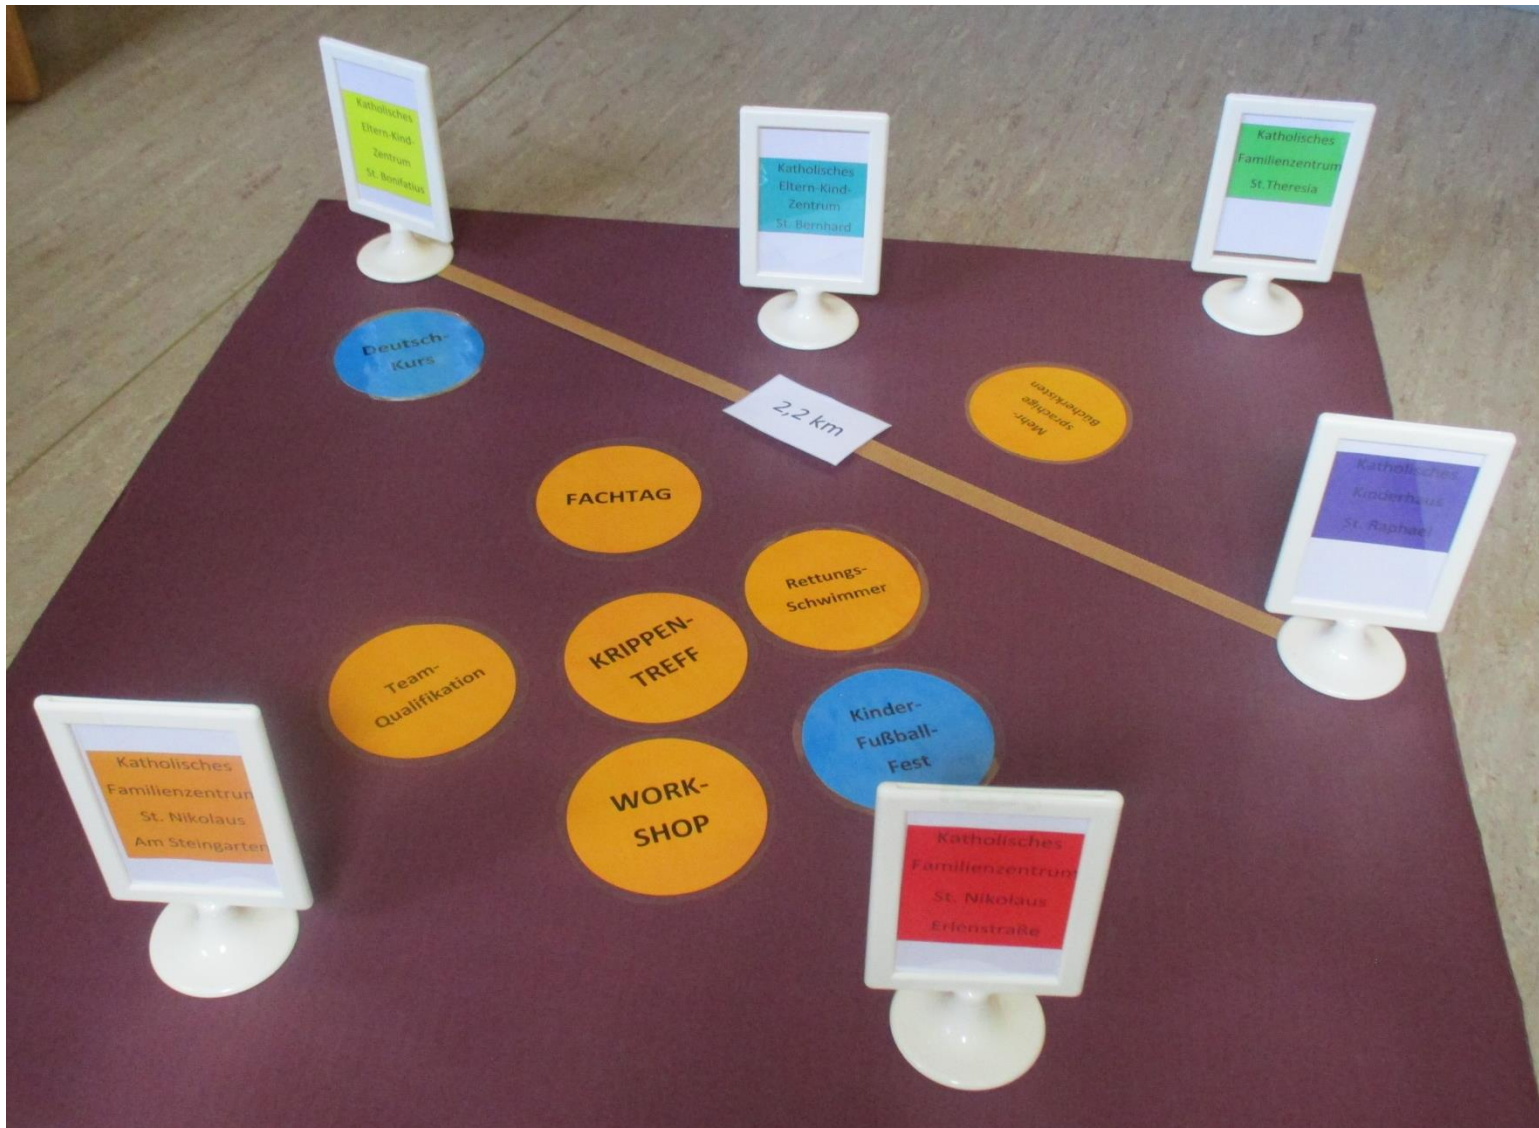 Katholisches
Eltern-Kind-
Zentrum
St. Bonifatius
Katholisches
Eltern-Kind-
Zentrum
St. Bernhard
Katholisches
Familienzentrum
St.Theresia
Deutsch-
Kurs
2,2 km
Mehr-
sprachige
Bücherkisten
Katholisches
Kinderhaus
St. Raphael
FACHTAG
Rettungs-
Schwimmer
KRIPPEN-
TREFF
Team-
Qualifikation
Kinder-
Fußball-
Fest
WORK-
SHOP
Katholisches
Familienzentrum
St. Nikolaus
Am Steingarten
Katholisches
Familienzentrum
St. Nikolaus
Erlenstraße